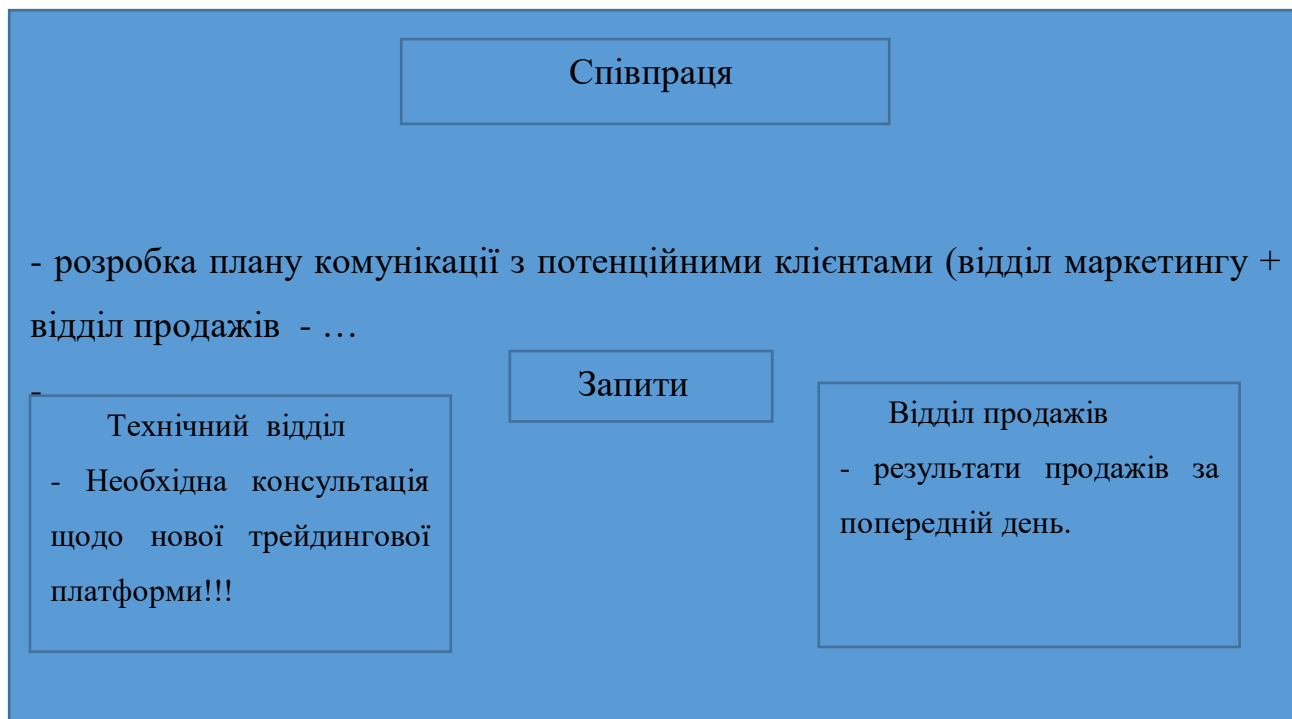 Співпраця
- розробка плану комунікації з потенційними клієнтами (відділ маркетингу +
відділ продажів - …
-
Запити
Технічний відділ
- Необхідна консультація
щодо нової трейдингової
платформи!!!
Відділ продажів
- результати продажів за
попередній день.